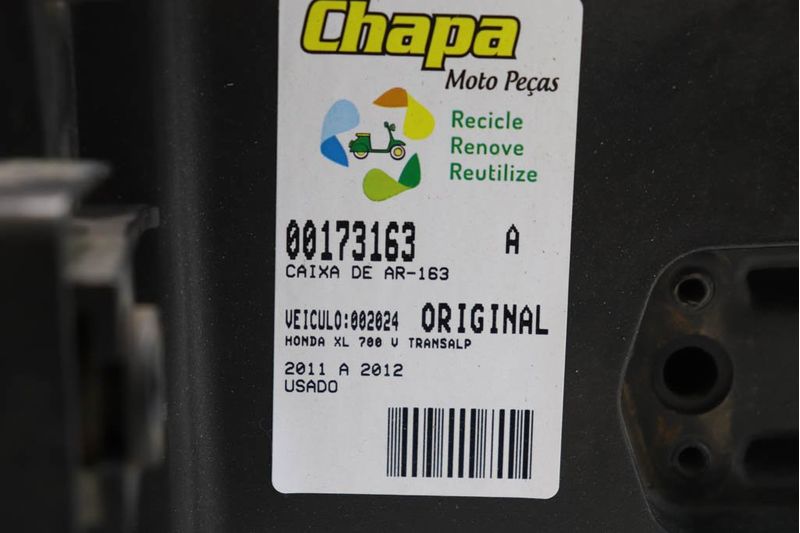 Chapa
Moto Peças
Recicle
Renove
Reutilize
00173163 A
CAIXA DE AR-163
VEICULO:002024 ORIGINAL
HONDA XL 700 V TRANSALP
2011 A 2012
USADO